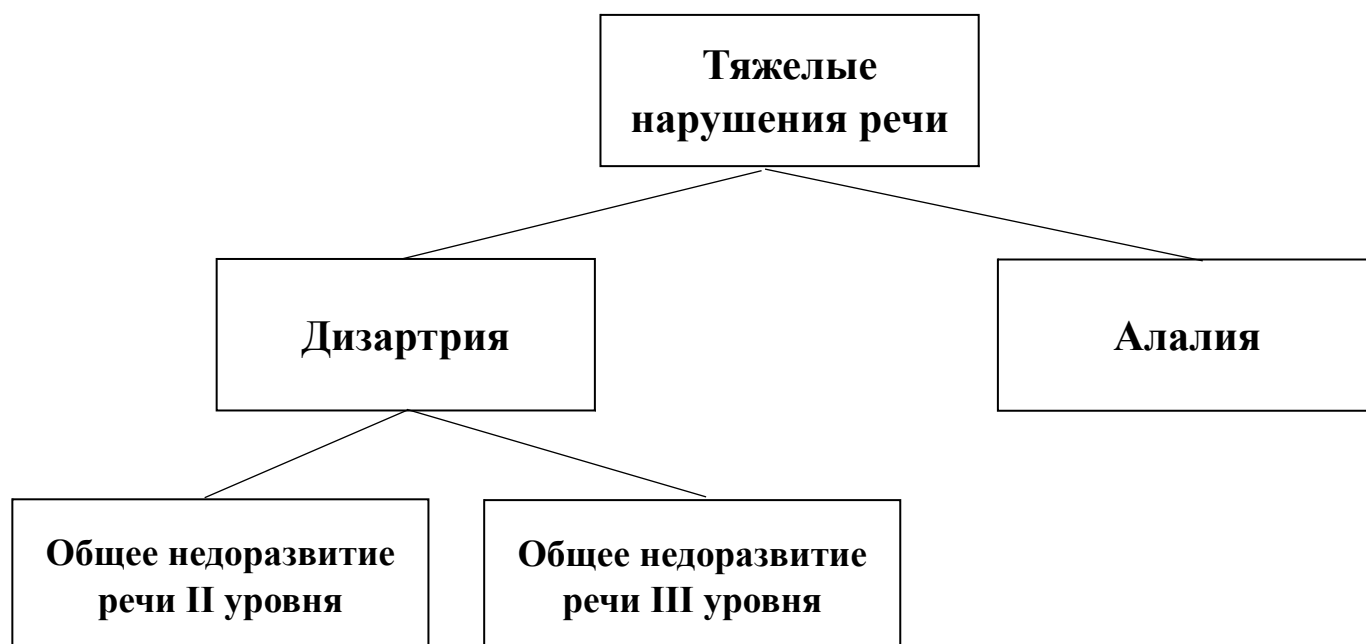 Тяжелые
нарушения речи
Дизартрия
Алалия
Общее недоразвитие
речи II уровня
Общее недоразвитие
речи III уровня